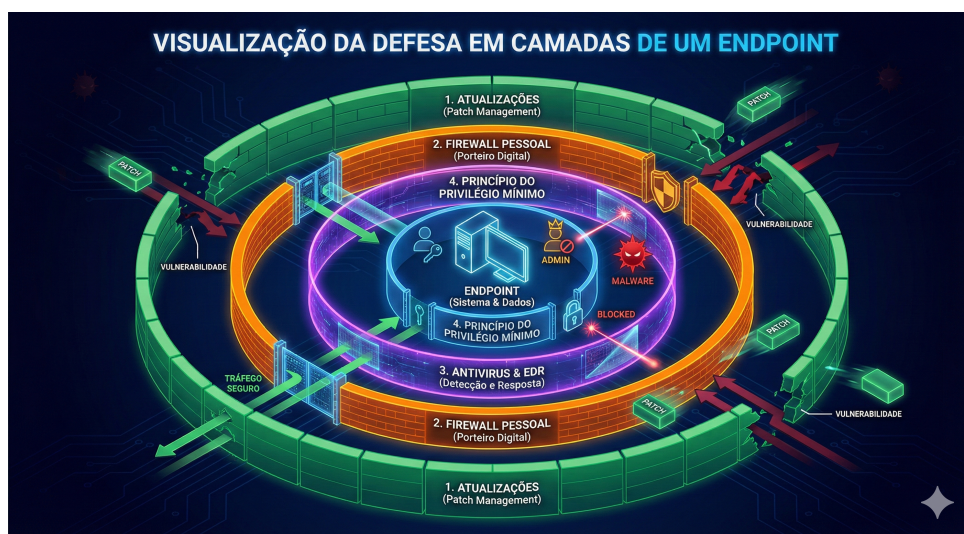 VISUALIZAÇÃO DA DEFESA EM CAMADAS DE UM ENDPOINT
1. ATUALIZAÇÕES
(Patch Management)
PATCH
2. FIREWALL PESSOAL
(Porteiro Digital)
PATCH
4. PRINCÍPIO DO
PRIVILÉGIO MÍNIMO
VULNERABILIDADE
ADMIN
VULNERABILIDADE
MALWARE
ENDPOINT
(Sistema & Dados)
BLOCKED
4. PRINCÍPIO DO
PRIVILÉGIO MÍNIMO
PATCH
3. ANTIVIRUS & EDR
(Detecção e Resposta)
TRÁFEGO
SEGURO
PATCH
VULNERABILIDADE
2. FIREWALL PESSOAL
(Porteiro Digital)
1. ATUALIZAÇÕES
(Patch Management)